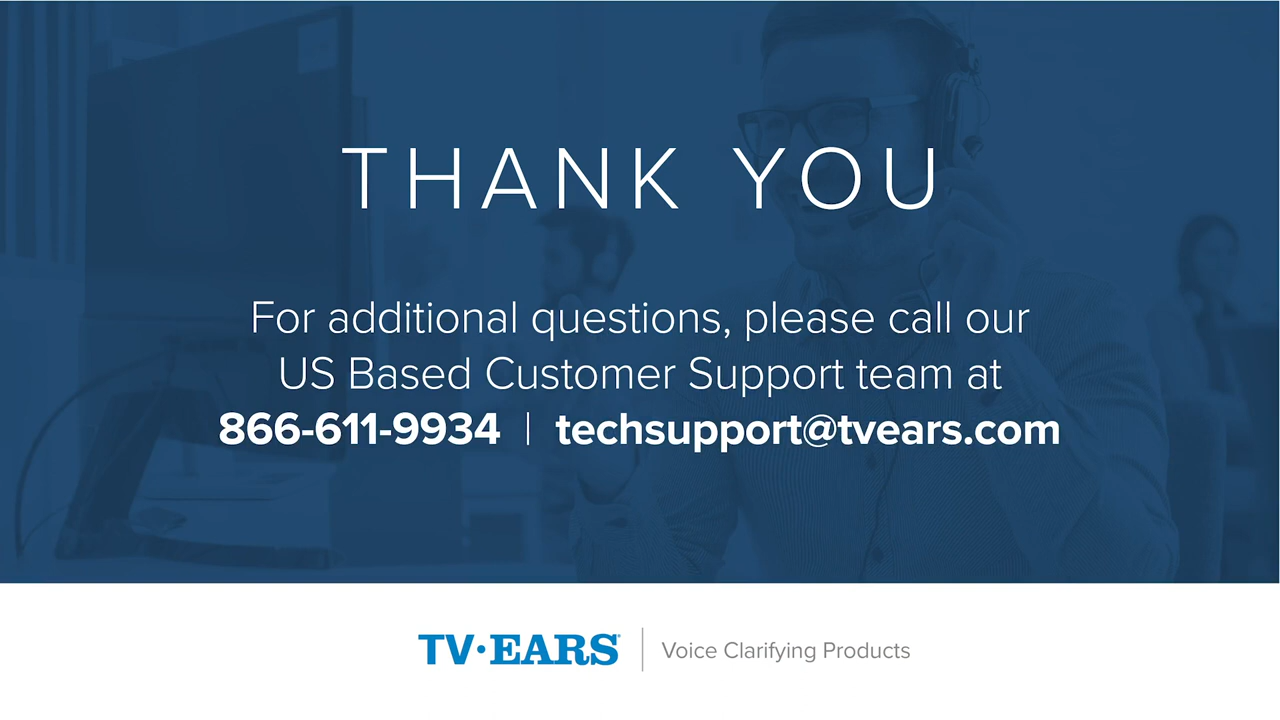 THANK YOU
For additional questions, please call our
US Based Customer Support team at
866-611-9934 | techsupport@tvears.com
TV·EARS® | Voice Clarifying Products